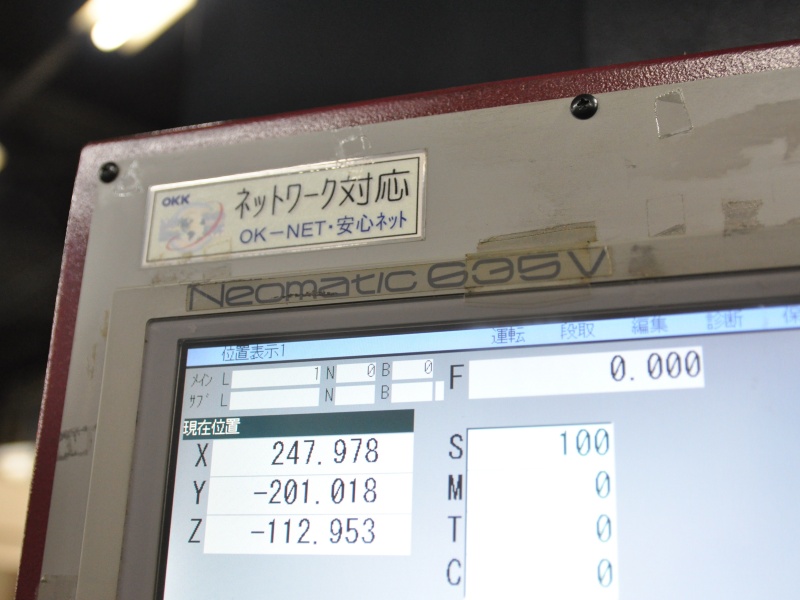 OKK
ネットワーク対応
OK-NET・安心ネット
Neomatic 635V
位置表示1 運転 段取 編集 診断 保
メイン L 1 N 0 B 0 F 0.000
サブ L N B
現在位置
X 247.978 S 100
Y -201.018 M 0
Z -112.953 T 0
C 0